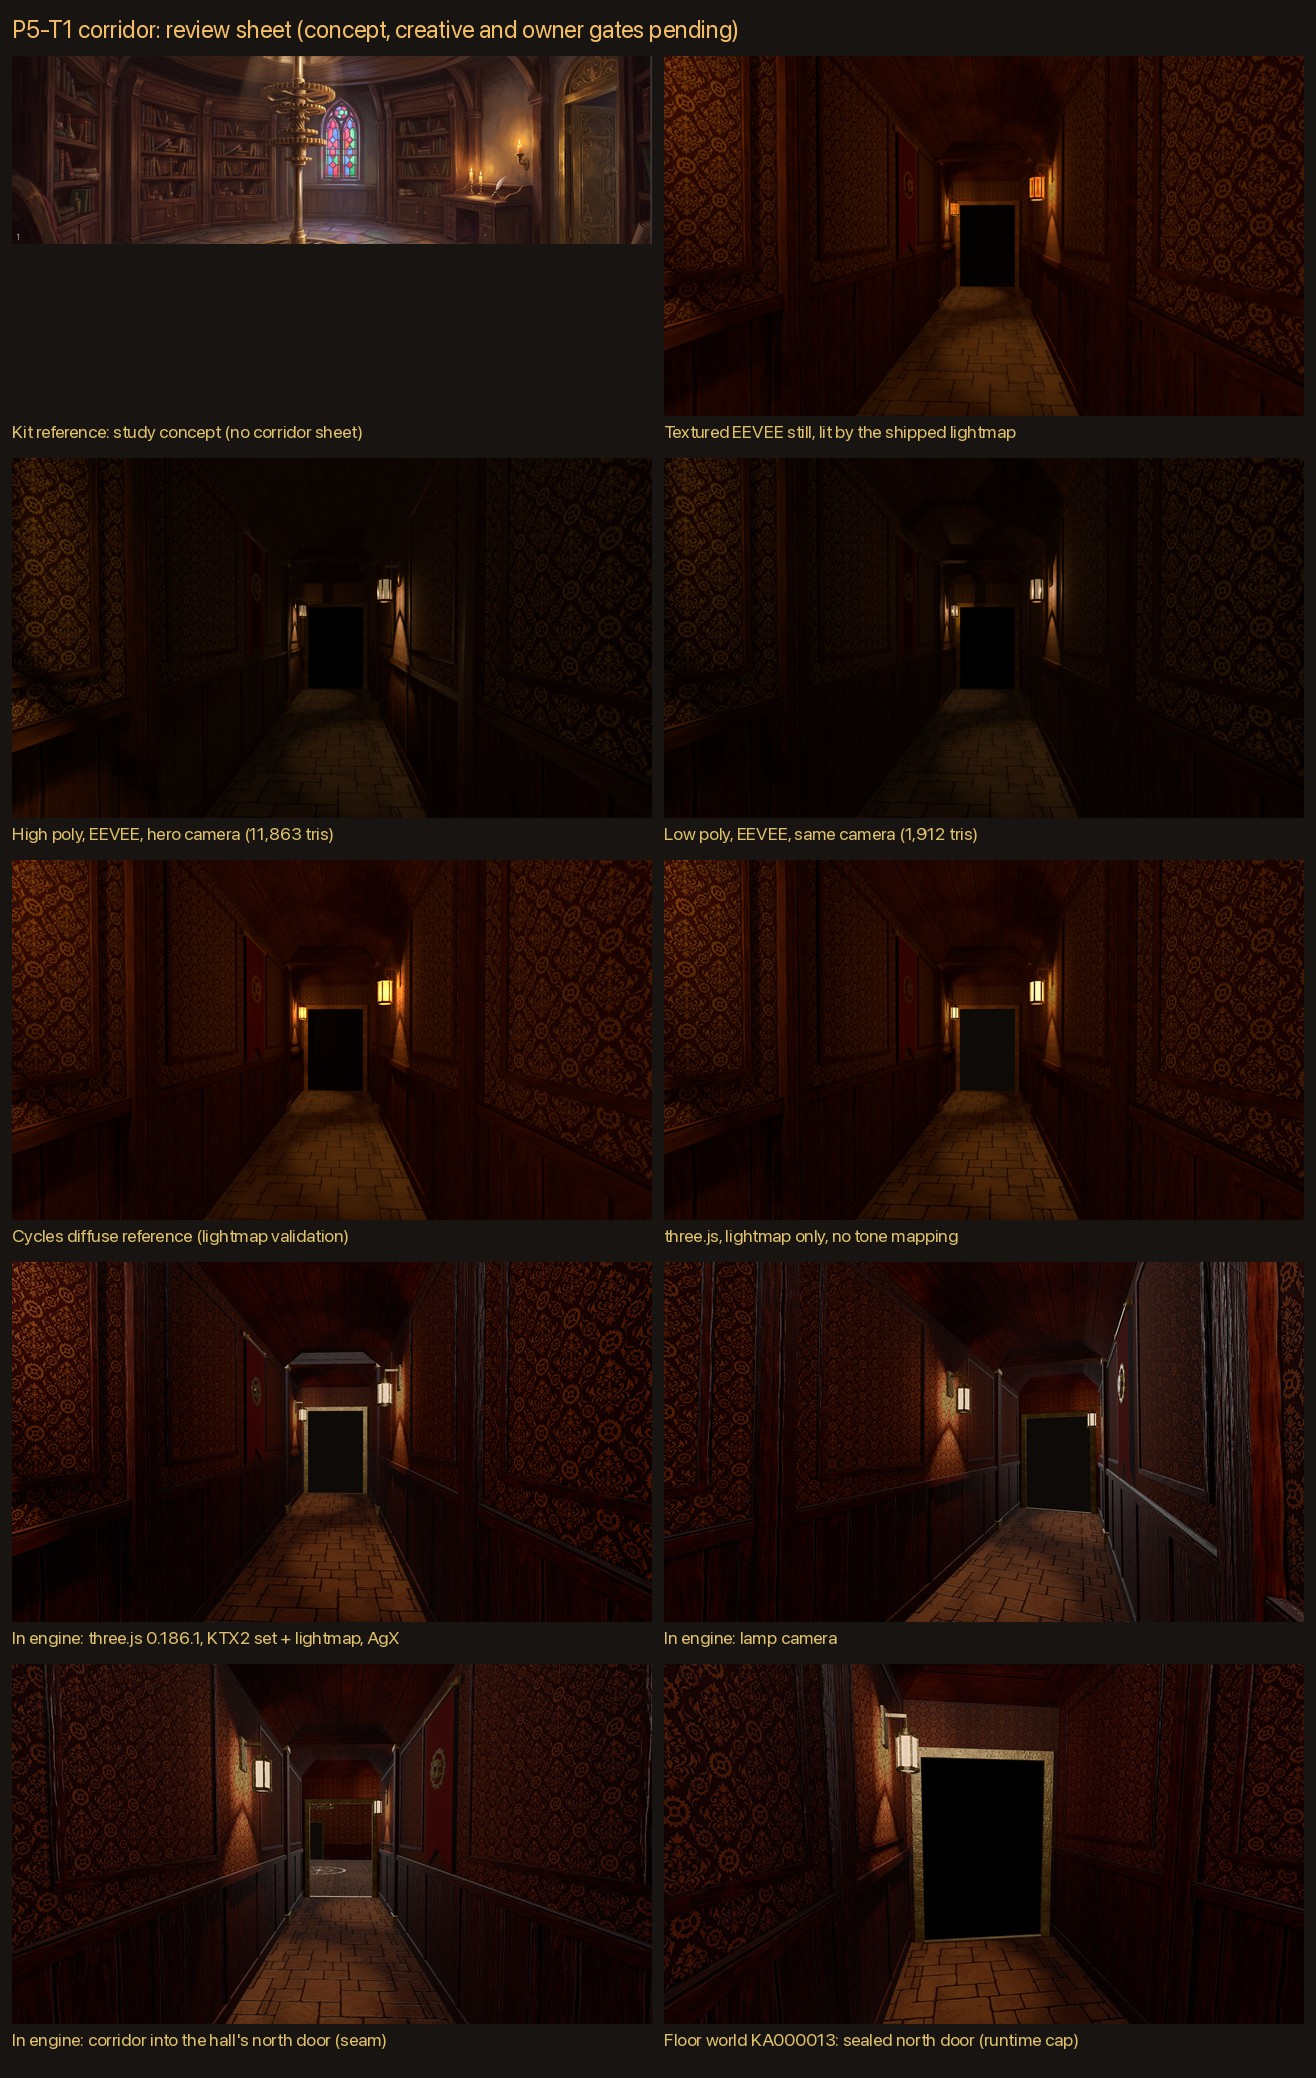 P5-T1 corridor: review sheet (concept, creative and owner gates pending)
1
Kit reference: study concept (no corridor sheet)
Textured EEVEE still, lit by the shipped lightmap
High poly, EEVEE, hero camera (11,863 tris)
Low poly, EEVEE, same camera (1,912 tris)
Cycles diffuse reference (lightmap validation)
three.js, lightmap only, no tone mapping
In engine: three.js 0.186.1, KTX2 set + lightmap, AgX
In engine: lamp camera
In engine: corridor into the hall's north door (seam)
Floor world KA000013: sealed north door (runtime cap)